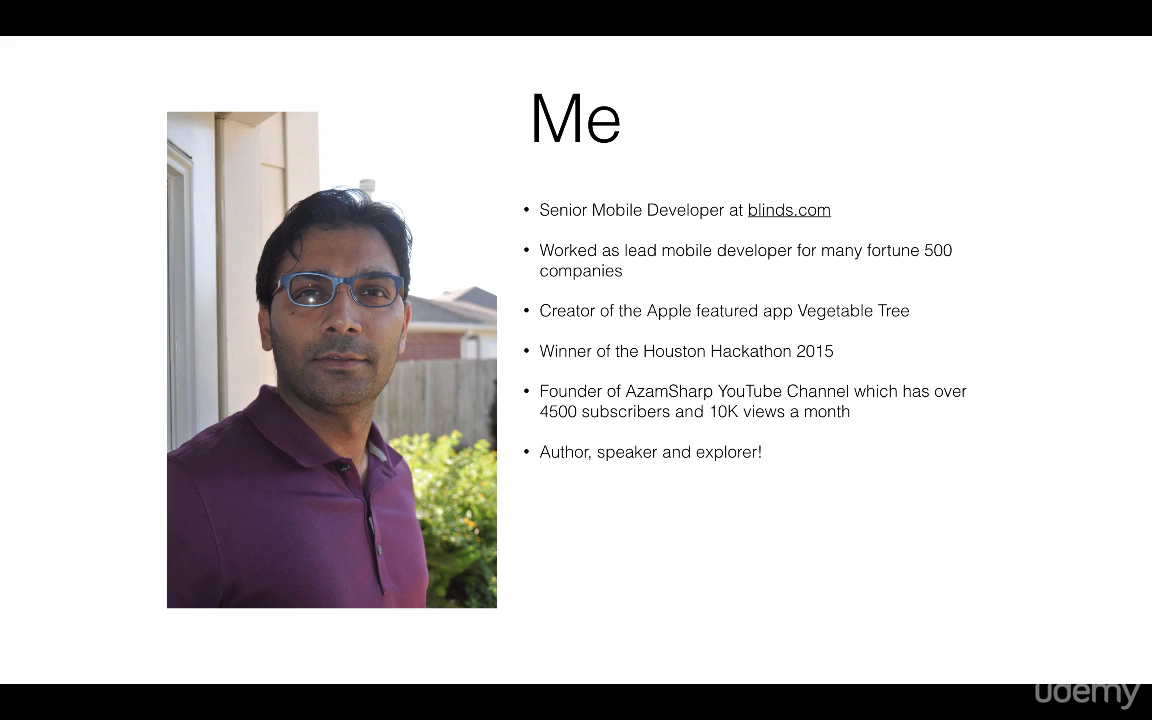 Me
• Senior Mobile Developer at blinds.com
• Worked as lead mobile developer for many fortune 500
companies
• Creator of the Apple featured app Vegetable Tree
• Winner of the Houston Hackathon 2015
• Founder of AzamSharp YouTube Channel which has over
4500 subscribers and 10K views a month
• Author, speaker and explorer!
udemy